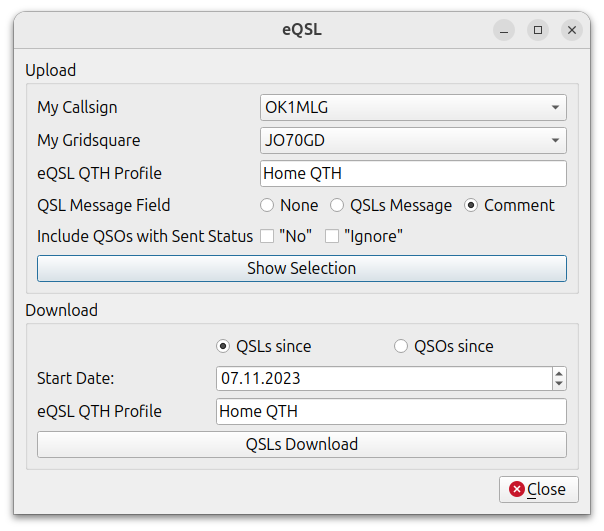 eQSL
Upload
My Callsign OK1MLG
My Gridsquare JO70GD
eQSL QTH Profile Home QTH
QSL Message Field None QSLs Message Comment
Include QSOs with Sent Status "No" "Ignore"
Show Selection
Download
QSLs since QSOs since
Start Date: 07.11.2023
eQSL QTH Profile Home QTH
QSLs Download
Close